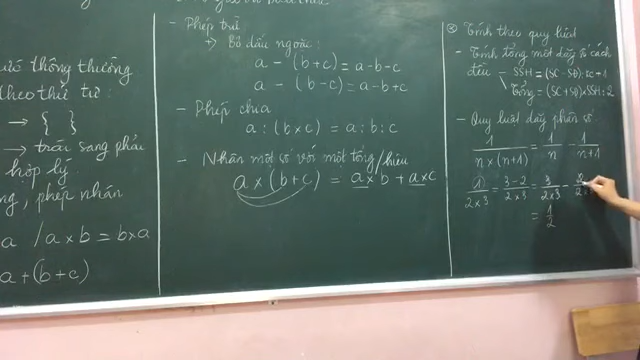 ước thông thường
theo thứ tự:
→ { }
→ trái sang phải
hợp lý
, phép nhân
a / a × b = b × a
a + (b + c)
- Phép trừ
↳ Bỏ dấu ngoặc:
a - (b + c) = a - b - c
a - (b - c) = a - b + c
- Phép chia
a : (b × c) = a : b : c
- Nhân một số với một tổng / hiệu
a × (b + c) = a × b + a × c
⊗ Tính theo quy luật
- Tính tổng một dãy số cách
đều - SSH = (SC - SĐ) : KC + 1
Tổng = (SC + SĐ) × SSH : 2
- Quy luật dãy phân số
1/(n × (n+1)) = 1/n - 1/(n+1)
1/(2 × 3) = (3 - 2)/(2 × 3) = 3/(2 × 3) - 2/(2 ×
= 1/2